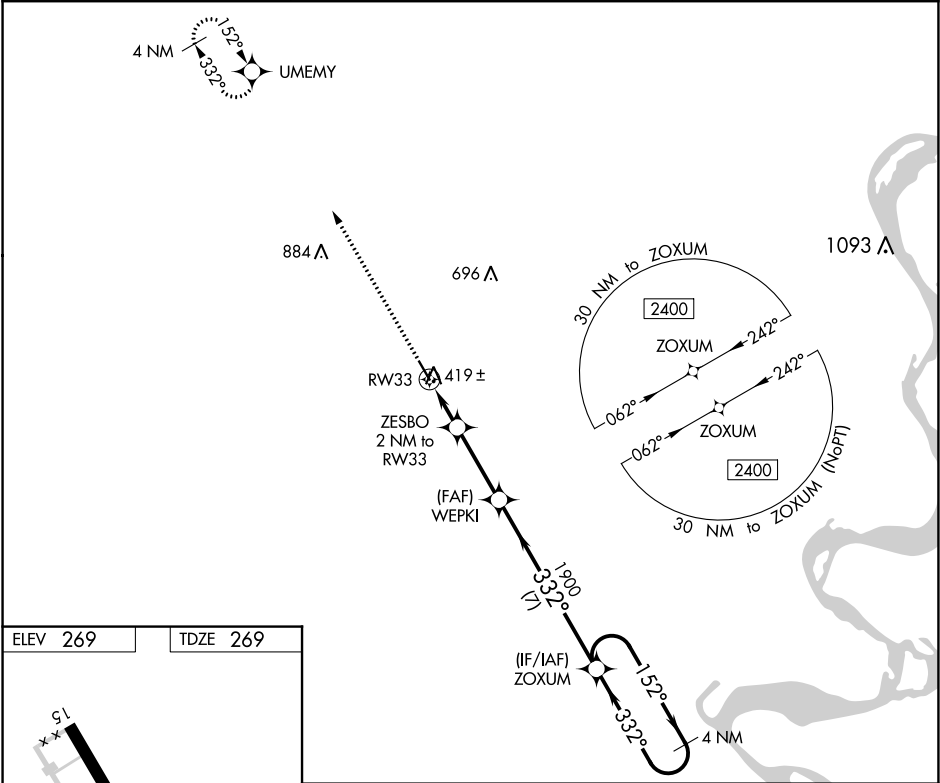 152°
4 NM
332°
UMEMY
884
696
1093
30 NM to ZOXUM
2400
242°
ZOXUM
062°
242°
ZOXUM
062°
2400
30 NM to ZOXUM (NoPT)
RW33
419 ±
ZESBO
2 NM to
RW33
(FAF)
WEPKI
1900
332°
(7)
(IF/IAF)
ZOXUM
152°
332°
4 NM
ELEV 269
TDZE 269
15
x x